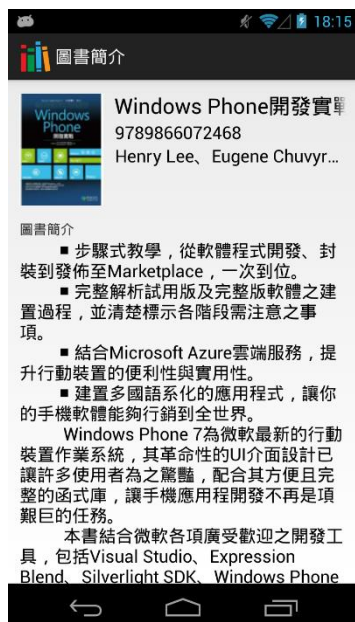 18:15
圖書簡介
Windows Phone開發實戰
9789866072468
Henry Lee、Eugene Chuvyr…
Windows
Phone
開發實戰
圖書簡介
■ 步驟式教學，從軟體程式開發、封
裝到發佈至Marketplace，一次到位。
■ 完整解析試用版及完整版軟體之建
置過程，並清楚標示各階段需注意之事
項。
■ 結合Microsoft Azure雲端服務，提
升行動裝置的便利性與實用性。
■ 建置多國語系化的應用程式，讓你
的手機軟體能夠行銷到全世界。
Windows Phone 7為微軟最新的行動
裝置作業系統，其革命性的UI介面設計已
讓許多使用者為之驚豔，配合其方便且完
整的函式庫，讓手機應用程開發不再是項
艱巨的任務。
本書結合微軟各項廣受歡迎之開發工
具，包括Visual Studio、Expression
Blend、Silverlight SDK、Windows Phone